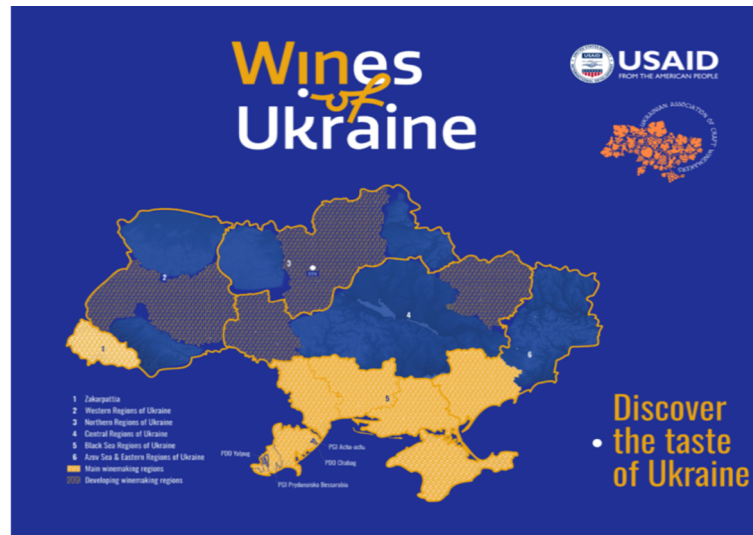 Wines
of
Ukraine
USAID
FROM THE AMERICAN PEOPLE
UKRAINIAN ASSOCIATION OF CRAFT WINEMAKERS
3
2
4
1
6
5
1 Zakarpattia
2 Western Regions of Ukraine
3 Northern Regions of Ukraine
4 Central Regions of Ukraine
5 Black Sea Regions of Ukraine
6 Azov Sea & Eastern Regions of Ukraine
Main winemaking regions
Developing winemaking regions
PDO Yalpug
PGI Acha-
PDO Chabag
PGI Prydunaiska Bessarabia
Discover
the taste
of Ukraine